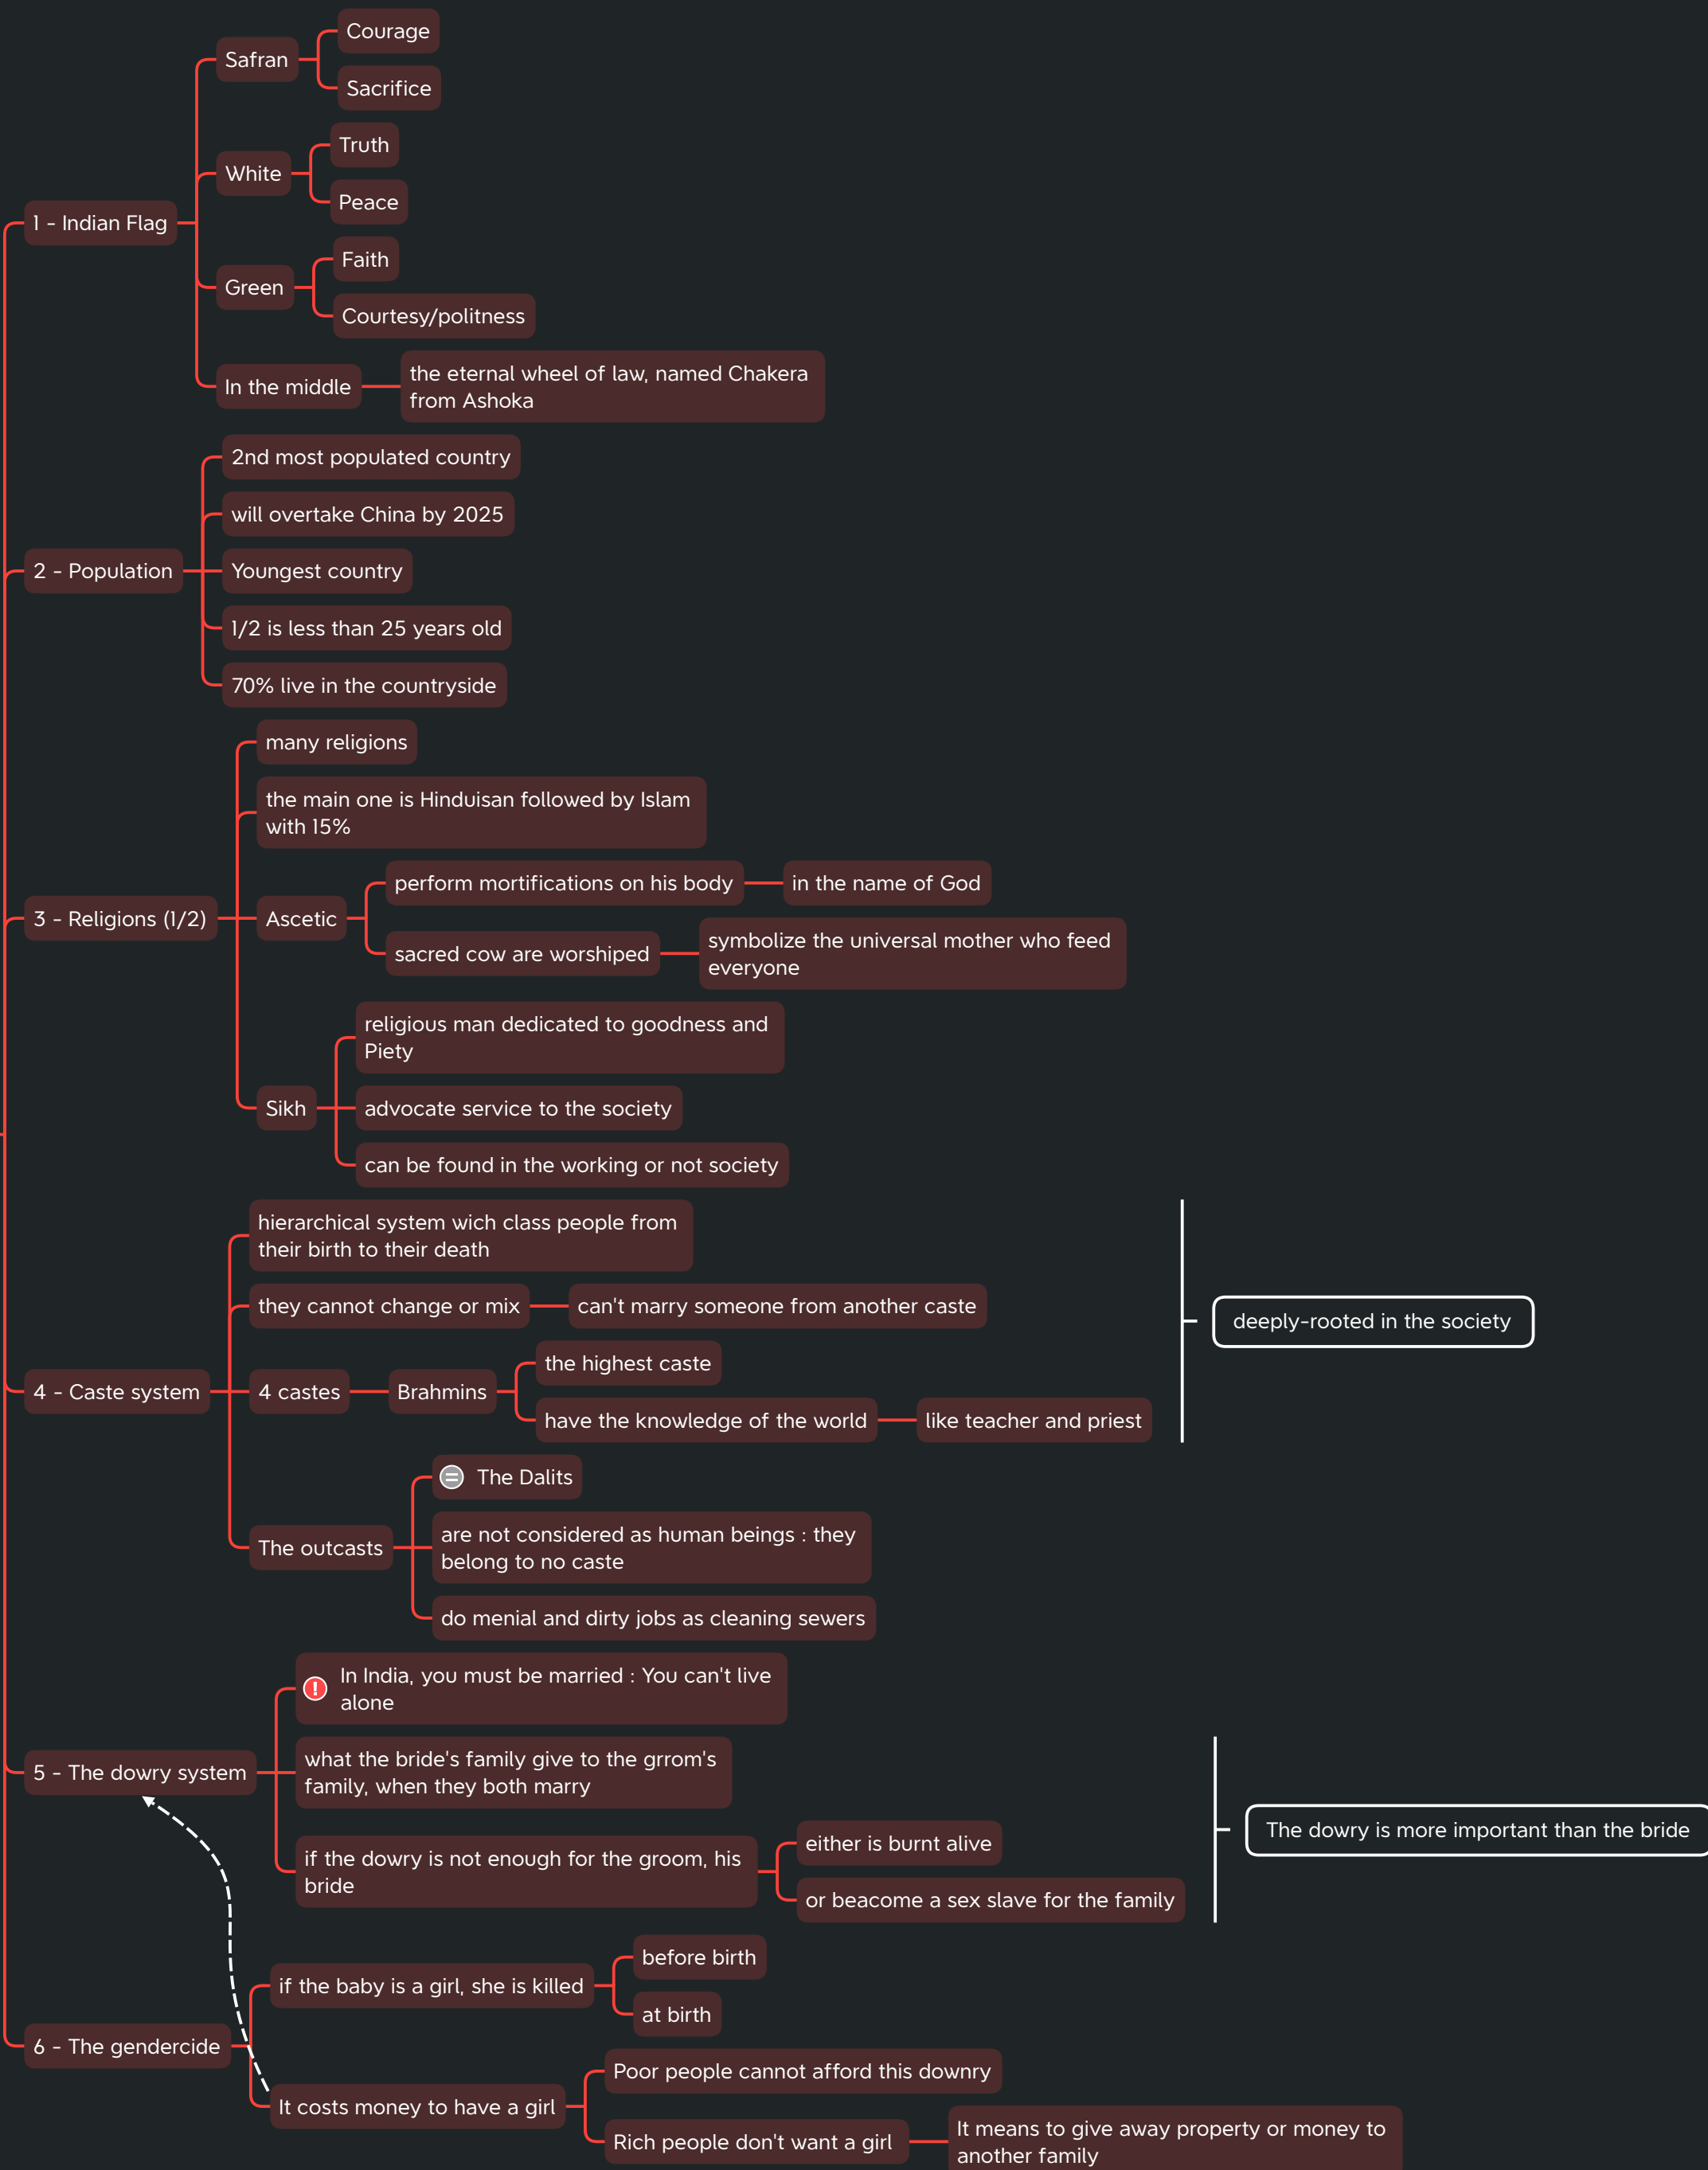 Courage
Safran
Sacrifice
Truth
White
Peace
1 - Indian Flag
Faith
Green
Courtesy/politness
In the middle
the eternal wheel of law, named Chakera
from Ashoka
2nd most populated country
will overtake China by 2025
2 - Population
Youngest country
1/2 is less than 25 years old
70% live in the countryside
many religions
the main one is Hinduisan followed by Islam
with 15%
perform mortifications on his body
in the name of God
3 - Religions (1/2)
Ascetic
sacred cow are worshiped
symbolize the universal mother who feed
everyone
religious man dedicated to goodness and
Piety
Sikh
advocate service to the society
can be found in the working or not society
hierarchical system wich class people from
their birth to their death
they cannot change or mix
can't marry someone from another caste
deeply-rooted in the society
the highest caste
4 - Caste system
4 castes
Brahmins
have the knowledge of the world
like teacher and priest
The Dalits
The outcasts
are not considered as human beings : they
belong to no caste
do menial and dirty jobs as cleaning sewers
In India, you must be married : You can't live
alone
5 - The dowry system
what the bride's family give to the grrom's
family, when they both marry
either is burnt alive
The dowry is more important than the bride
if the dowry is not enough for the groom, his
bride
or beacome a sex slave for the family
before birth
if the baby is a girl, she is killed
at birth
6 - The gendercide
Poor people cannot afford this downry
It costs money to have a girl
Rich people don't want a girl
It means to give away property or money to
another family